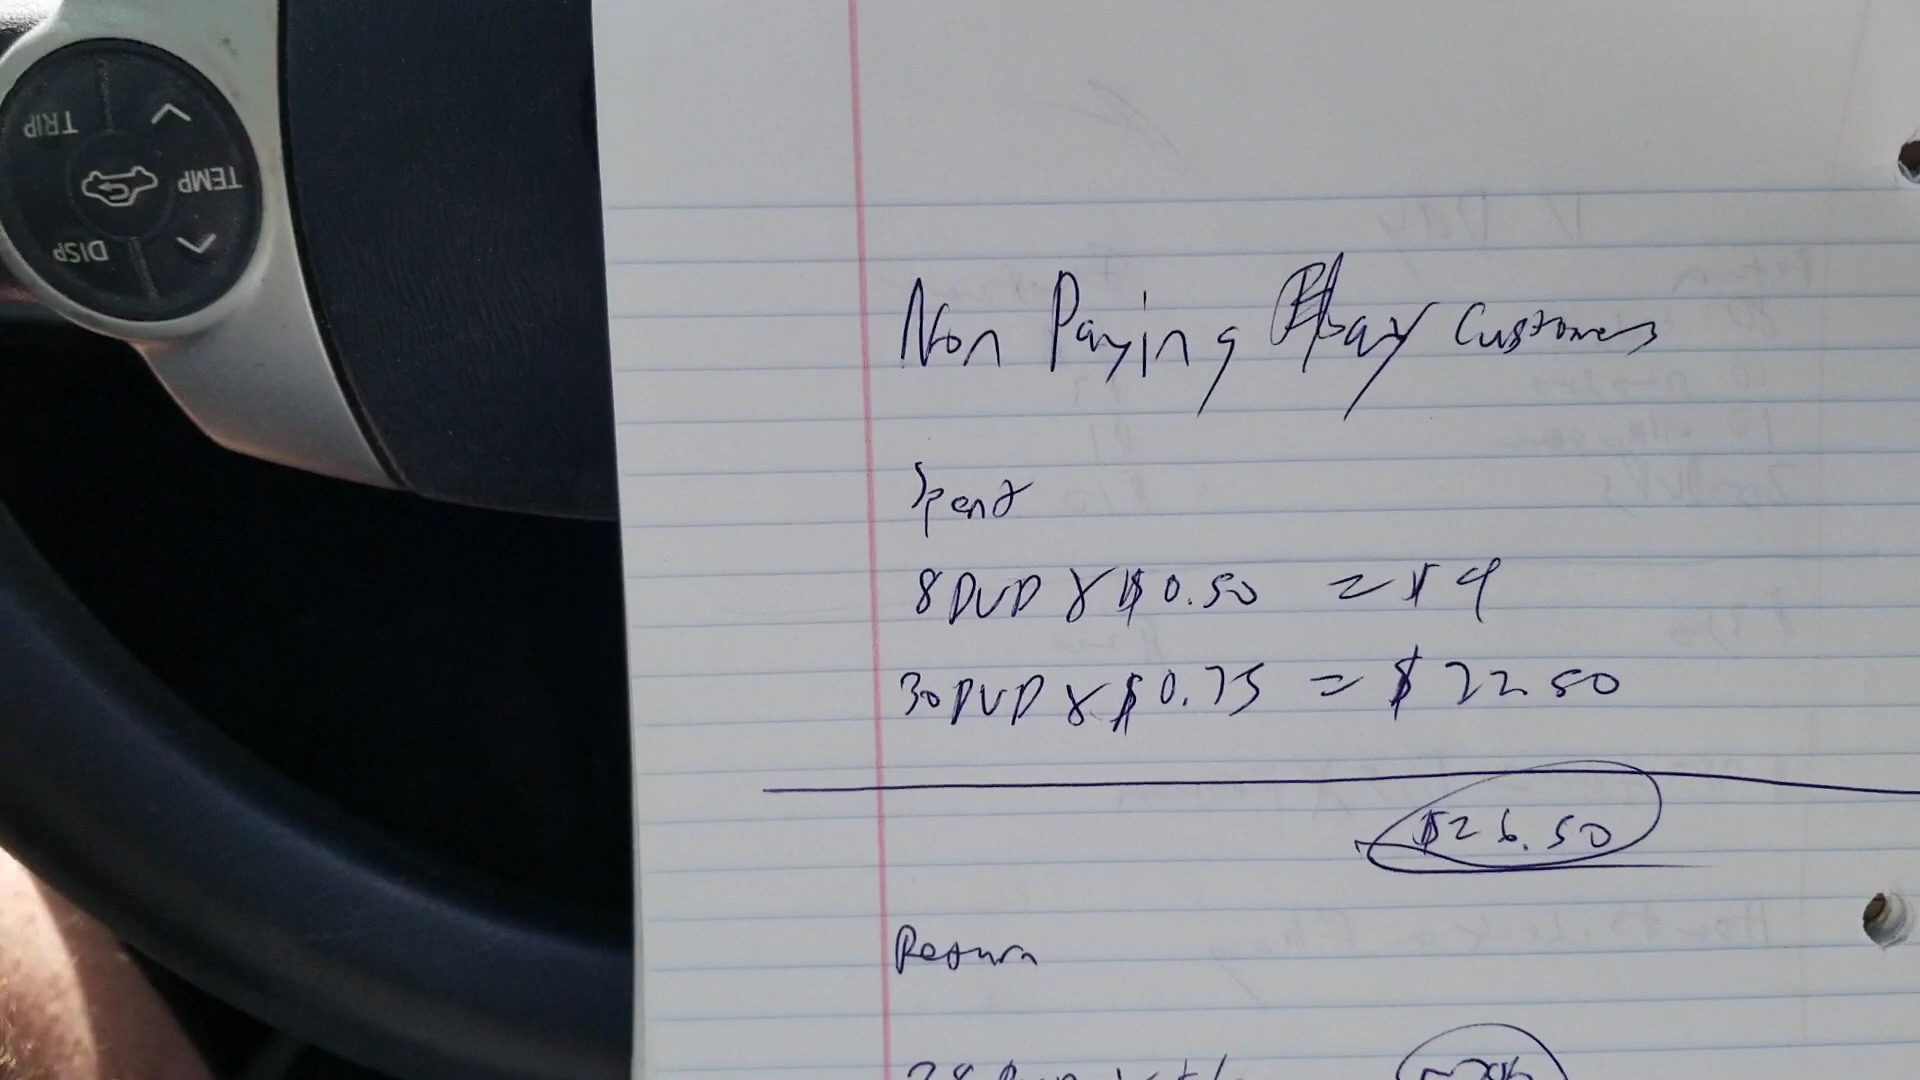 TRIP
TEMP
DISP
Non Paying Ebay Customers
Spent
8 DVD x $0.50 = $4
30 DVD x $0.75 = $22.50
$26.50
Return